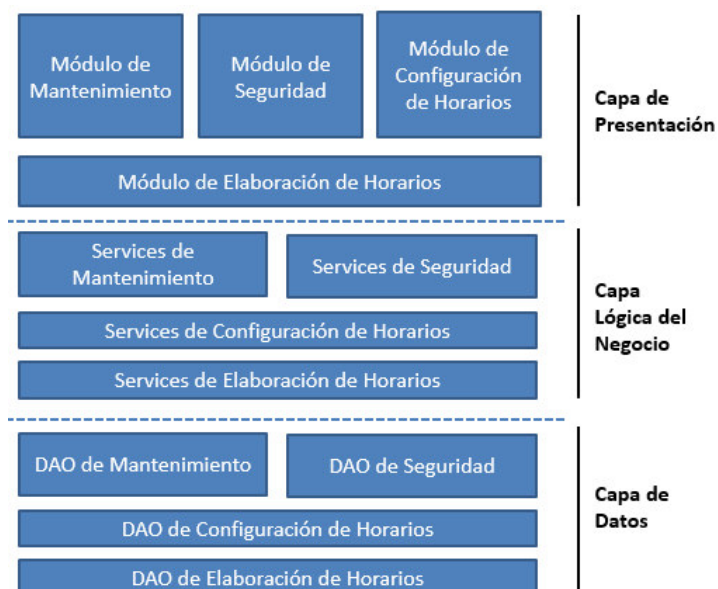 Módulo de
Mantenimiento
Módulo de
Seguridad
Módulo de
Configuración
de Horarios
Capa de
Presentación
Módulo de Elaboración de Horarios
Services de
Mantenimiento
Services de Seguridad
Services de Configuración de Horarios
Services de Elaboración de Horarios
Capa
Lógica del
Negocio
DAO de Mantenimiento
DAO de Seguridad
DAO de Configuración de Horarios
DAO de Elaboración de Horarios
Capa de
Datos